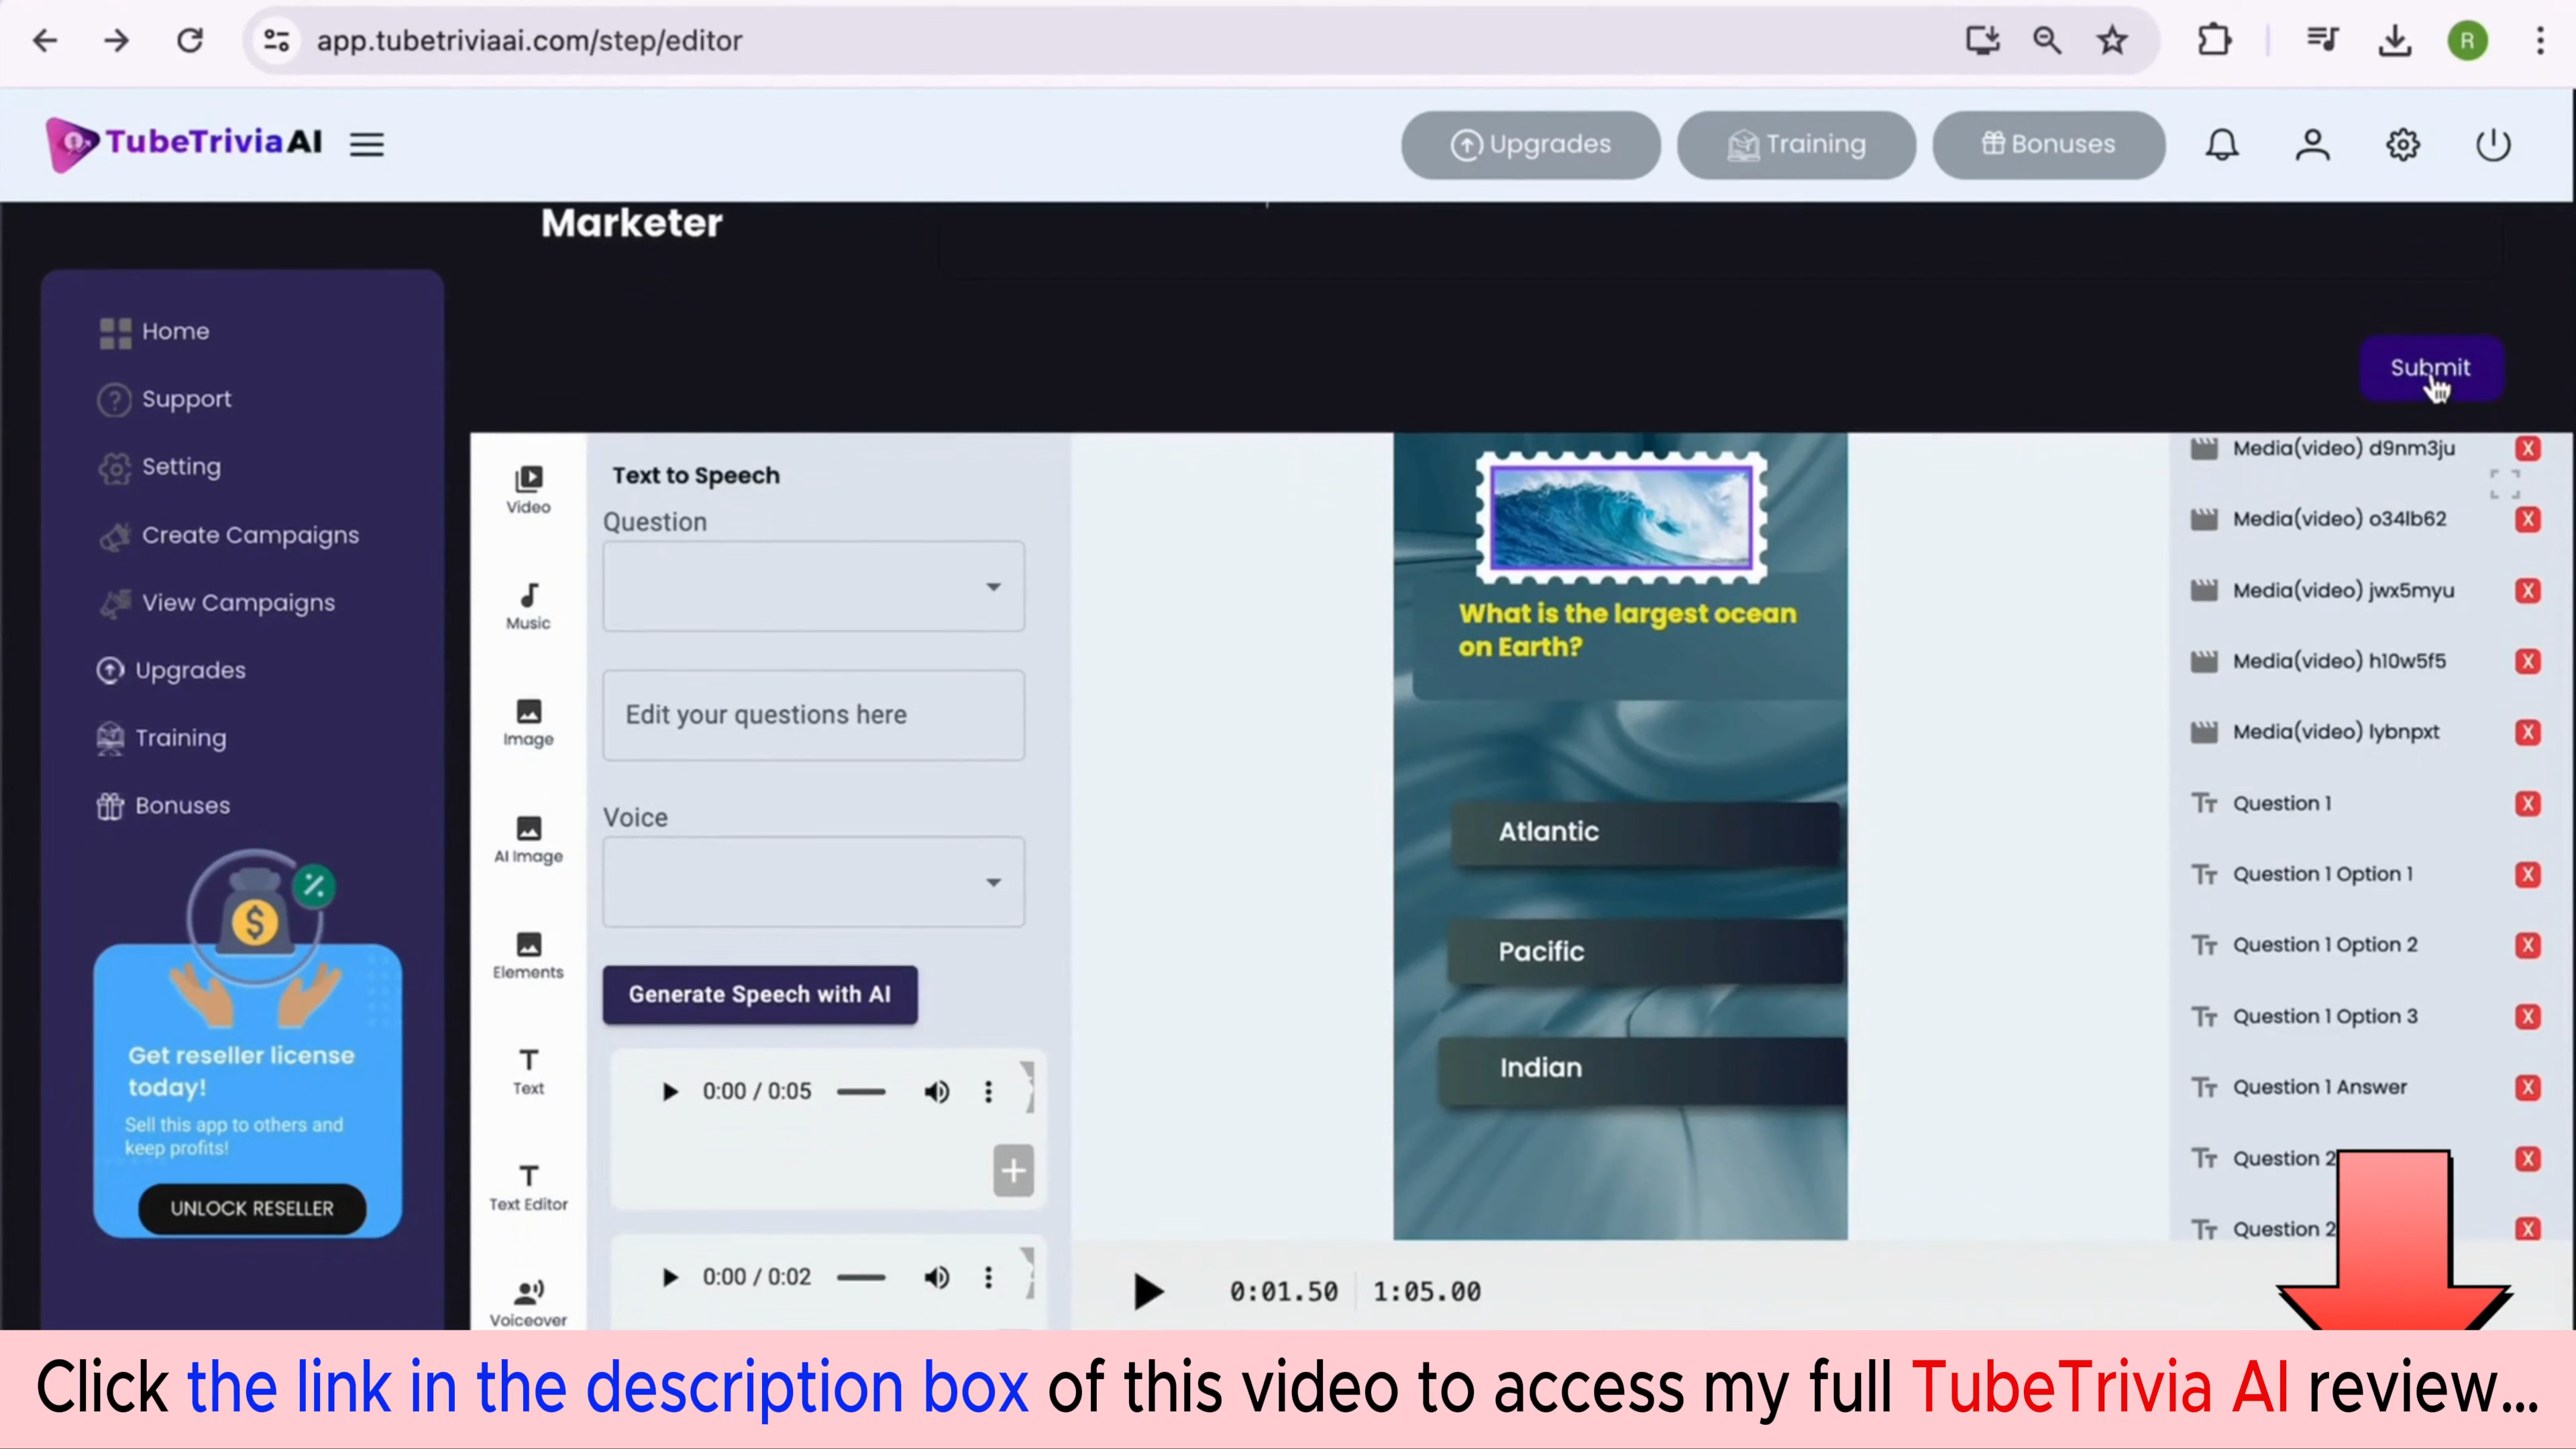 app.tubetriviaai.com/step/editor
R
TubeTrivia AI
Upgrades
Training
Bonuses
Marketer
Home
Support
Setting
Create Campaigns
View Campaigns
Upgrades
Training
Bonuses
Get reseller license
today!
Sell this app to others and
keep profits!
UNLOCK RESELLER
Submit
Video
Music
Image
AI Image
Elements
Text
Text Editor
Voiceover
Text to Speech
Question
Edit your questions here
Voice
Generate Speech with AI
0:00 / 0:05
0:00 / 0:02
What is the largest ocean
on Earth?
Atlantic
Pacific
Indian
0:01.50 1:05.00
Media(video) d9nm3ju X
Media(video) o34lb62 X
Media(video) jwx5myu X
Media(video) h10w5f5 X
Media(video) lybnpxt X
Question 1 X
Question 1 Option 1 X
Question 1 Option 2 X
Question 1 Option 3 X
Question 1 Answer X
Question 2 X
Question 2 X
Click the link in the description box of this video to access my full TubeTrivia AI review...